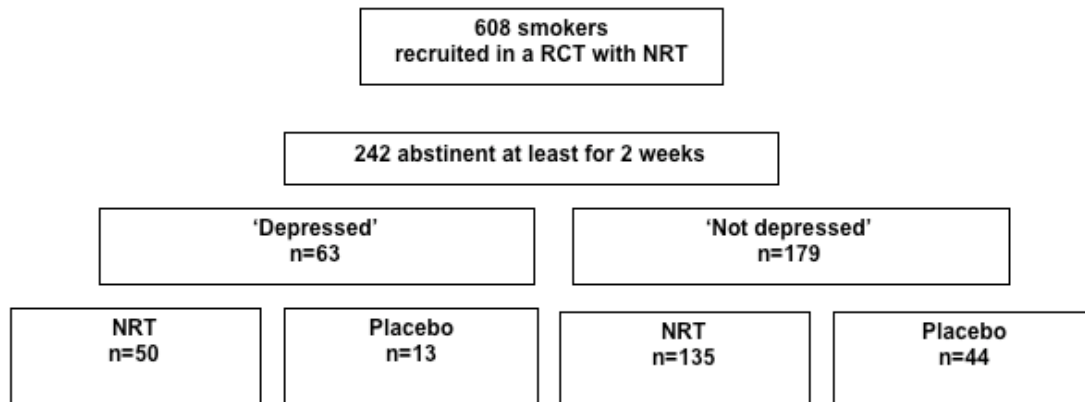 608 smokers
recruited in a RCT with NRT
242 abstinent at least for 2 weeks
‘Depressed’
n=63
‘Not depressed’
n=179
NRT
n=50
Placebo
n=13
NRT
n=135
Placebo
n=44